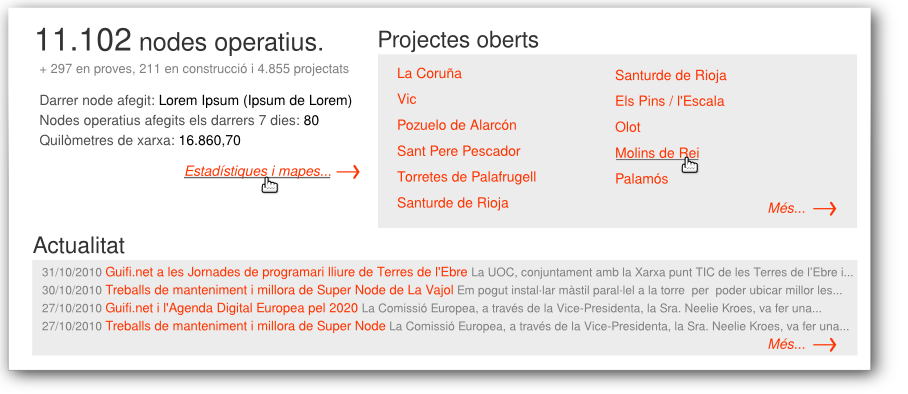 11.102 nodes operatius.
+ 297 en proves, 211 en construcció i 4.855 projectats
Darrer node afegit: Lorem Ipsum (Ipsum de Lorem)
Nodes operatius afegits els darrers 7 dies: 80
Quilòmetres de xarxa: 16.860,70
Estadístiques i mapes...
Projectes oberts
La Coruña
Vic
Pozuelo de Alarcón
Sant Pere Pescador
Torretes de Palafrugell
Santurde de Rioja
Santurde de Rioja
Els Pins / l'Escala
Olot
Molins de Rei
Palamós
Més...
Actualitat
31/10/2010 Guifi.net a les Jornades de programari lliure de Terres de l'Ebre La UOC, conjuntament amb la Xarxa punt TIC de les Terres de l'Ebre i...
30/10/2010 Treballs de manteniment i millora de Super Node de La Vajol Em pogut instal·lar màstil paral·lel a la torre per poder ubicar millor les...
27/10/2010 Guifi.net i l'Agenda Digital Europea pel 2020 La Comissió Europea, a través de la Vice-Presidenta, la Sra. Neelie Kroes, va fer una...
27/10/2010 Treballs de manteniment i millora de Super Node La Comissió Europea, a través de la Vice-Presidenta, la Sra. Neelie Kroes, va fer una...
Més...